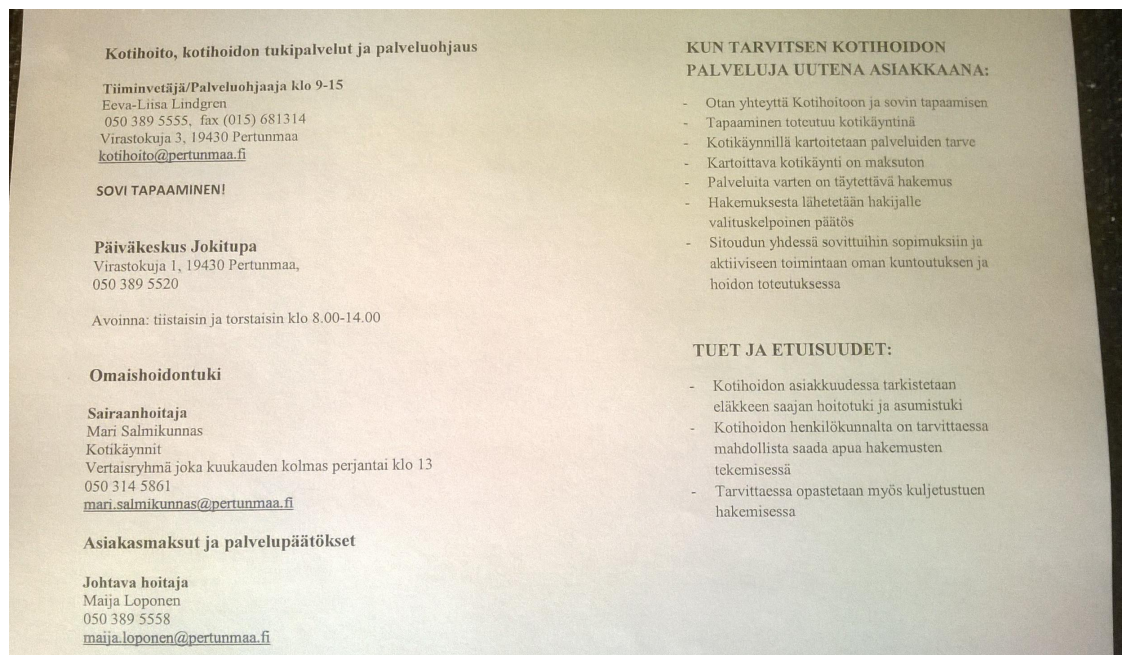 Kotihoito, kotihoidon tukipalvelut ja palveluohjaus
Tiiminvetäjä/Palveluohjaaja klo 9-15
Eeva-Liisa Lindgren
050 389 5555, fax (015) 681314
Virastokuja 3, 19430 Pertunmaa
kotihoito@pertunmaa.fi
SOVI TAPAAMINEN!
Päiväkeskus Jokitupa
Virastokuja 1, 19430 Pertunmaa,
050 389 5520
Avoinna: tiistaisin ja torstaisin klo 8.00-14.00
Omaishoidontuki
Sairaanhoitaja
Mari Salmikunnas
Kotikäynnit
Vertaisryhmä joka kuukauden kolmas perjantai klo 13
050 314 5861
mari.salmikunnas@pertunmaa.fi
Asiakasmaksut ja palvelupäätökset
Johtava hoitaja
Maija Loponen
050 389 5558
maija.loponen@pertunmaa.fi
KUN TARVITSEN KOTIHOIDON
PALVELUJA UUTENA ASIAKKAANA:
- Otan yhteyttä Kotihoitoon ja sovin tapaamisen
- Tapaaminen toteutuu kotikäyntinä
- Kotikäynnillä kartoitetaan palveluiden tarve
- Kartoittava kotikäynti on maksuton
- Palveluita varten on täytettävä hakemus
- Hakemuksesta lähetetään hakijalle
valituskelpoinen päätös
- Sitoudun yhdessä sovittuihin sopimuksiin ja
aktiiviseen toimintaan oman kuntoutuksen ja
hoidon toteutuksessa
TUET JA ETUISUUDET:
- Kotihoidon asiakkuudessa tarkistetaan
eläkkeen saajan hoitotuki ja asumistuki
- Kotihoidon henkilökunnalta on tarvittaessa
mahdollista saada apua hakemusten
tekemisessä
- Tarvittaessa opastetaan myös kuljetustuen
hakemisessa